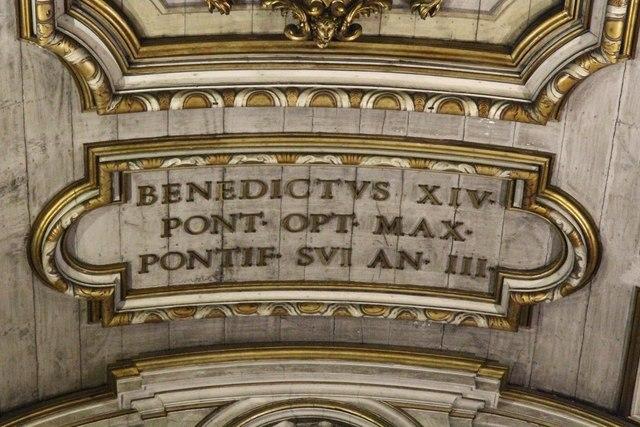 BENEDICTVS XIV·
PONT· OPT· MAX·
PONTIF· SVI AN· III·